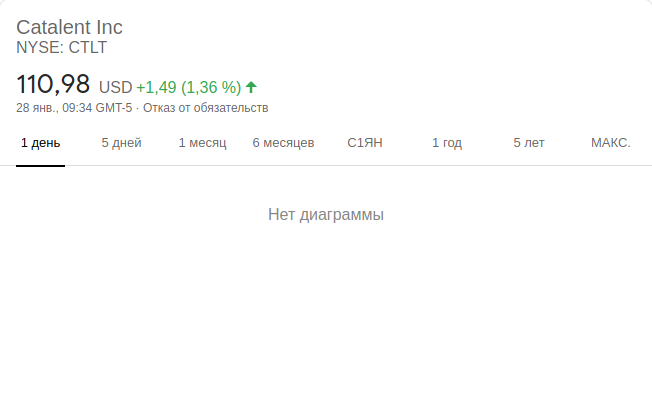 Catalent Inc
NYSE: CTLT
110,98 USD +1,49 (1,36 %)
28 янв., 09:34 GMT-5 · Отказ от обязательств
1 день 5 дней 1 месяц 6 месяцев С1ЯН 1 год 5 лет МАКС.
Нет диаграммы